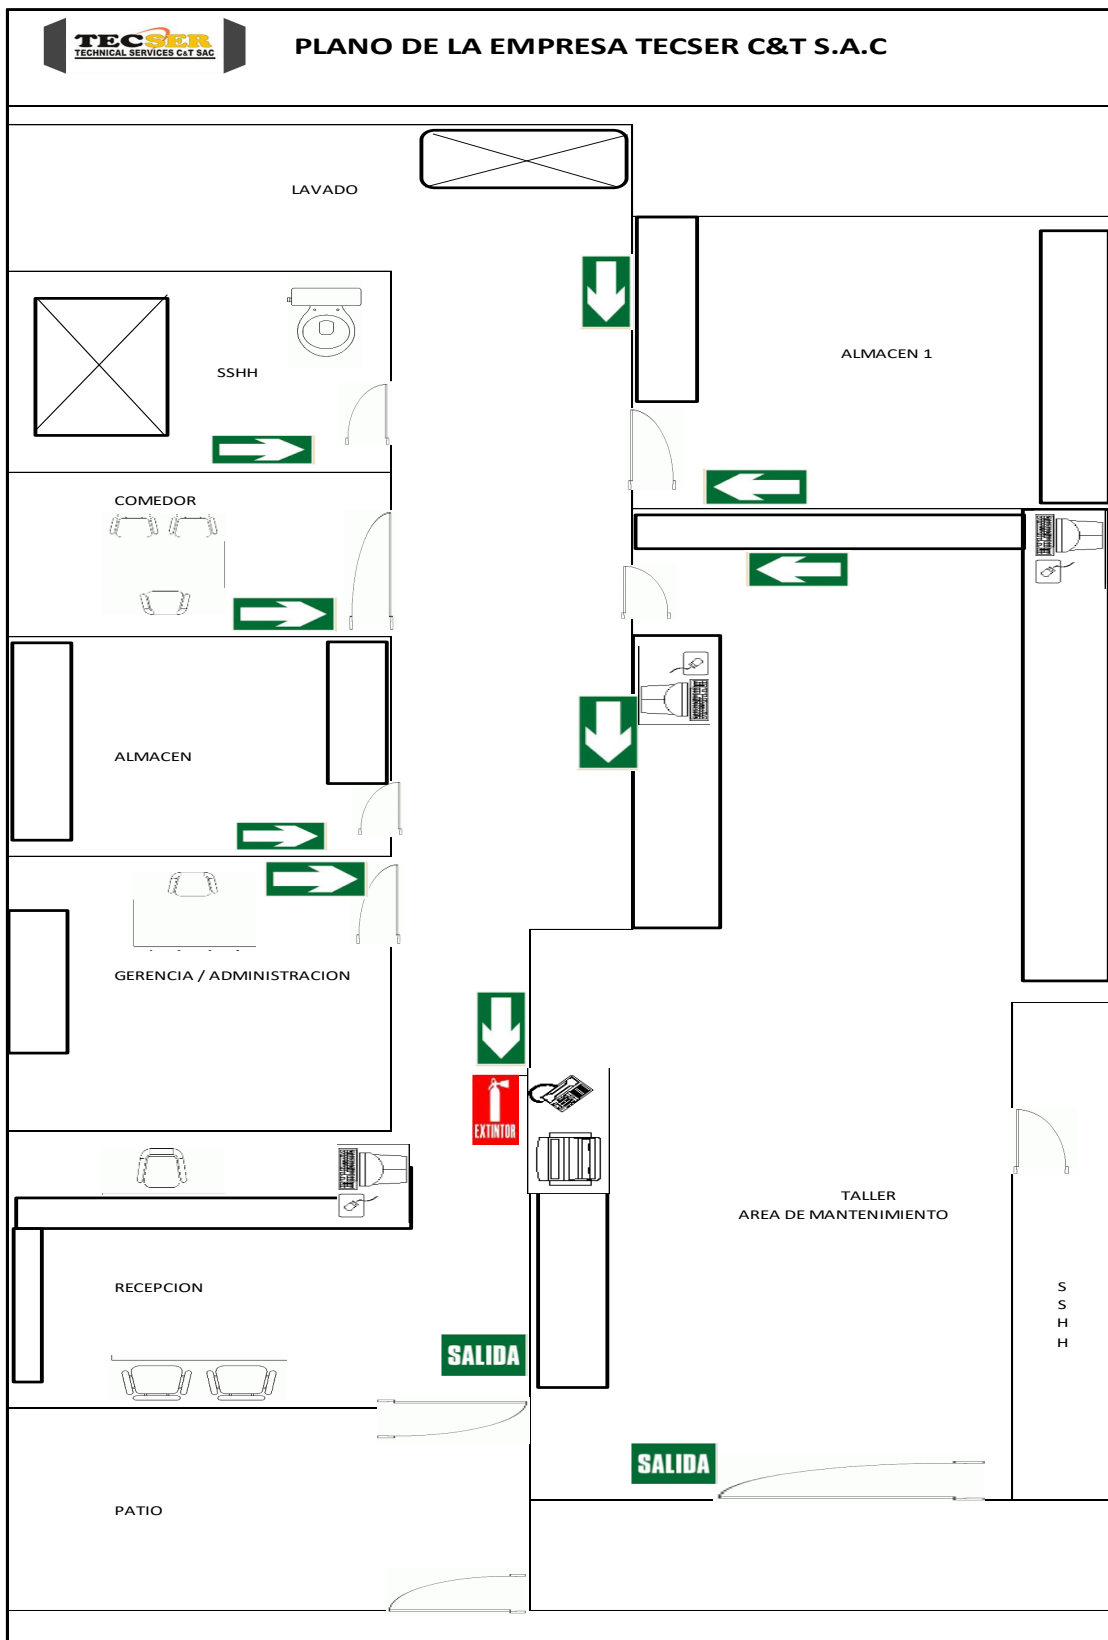 TECSER
TECHNICAL SERVICES C&T SAC
PLANO DE LA EMPRESA TECSER C&T S.A.C
LAVADO
ALMACEN 1
SSHH
COMEDOR
ALMACEN
GERENCIA / ADMINISTRACION
EXTINTOR
TALLER
AREA DE MANTENIMIENTO
RECEPCION
S
S
H
H
SALIDA
SALIDA
PATIO